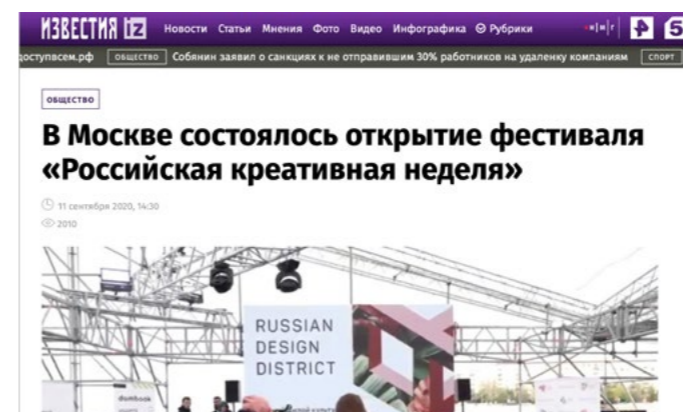 ИЗВЕСТИЯ iz Новости Статьи Мнения Фото Видео Инфографика Рубрики
доступвсем.рф ОБЩЕСТВО Собянин заявил о санкциях к не отправившим 30% работников на удаленку компаниям СПОРТ
ОБЩЕСТВО
В Москве состоялось открытие фестиваля
«Российская креативная неделя»
11 сентября 2020, 14:30
2010
RUSSIAN
DESIGN
DISTRICT